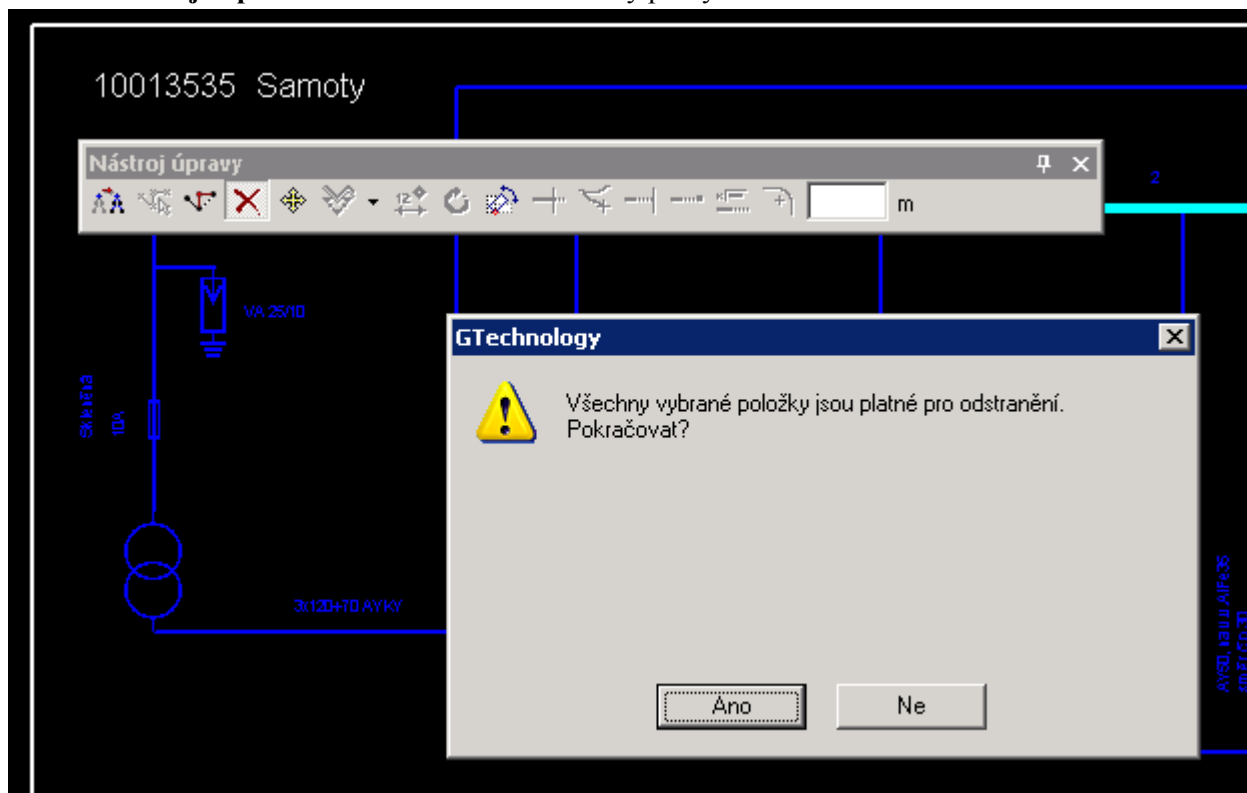 10013535 Samoty
Nástroj úpravy
12
m
2
VA 25/10
GTechnology
Všechny vybrané položky jsou platné pro odstranění.
Pokračovat?
10A
3x120+70 AYKY
Ano
Ne